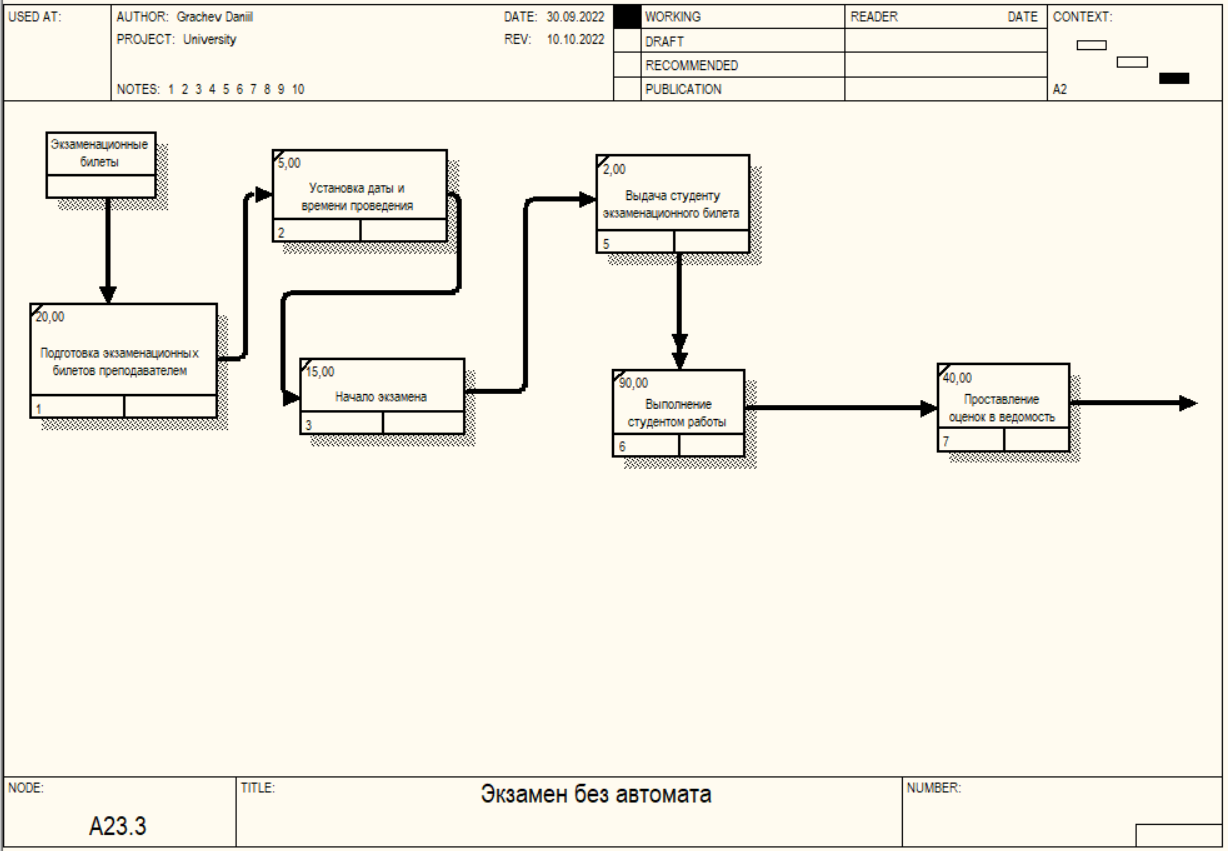 USED AT:
AUTHOR: Grachev Daniil
DATE: 30.09.2022
PROJECT: University
REV: 10.10.2022
NOTES: 1 2 3 4 5 6 7 8 9 10
WORKING
DRAFT
RECOMMENDED
PUBLICATION
READER
DATE
CONTEXT:
A2
Экзаменационные
билеты
5,00
Установка даты и
времени проведения
2
2,00
Выдача студенту
экзаменационного билета
5
20,00
Подготовка экзаменационных
билетов преподавателем
1
15,00
Начало экзамена
3
90,00
Выполнение
студентом работы
6
40,00
Проставление
оценок в ведомость
7
NODE:
A23.3
TITLE:
Экзамен без автомата
NUMBER: